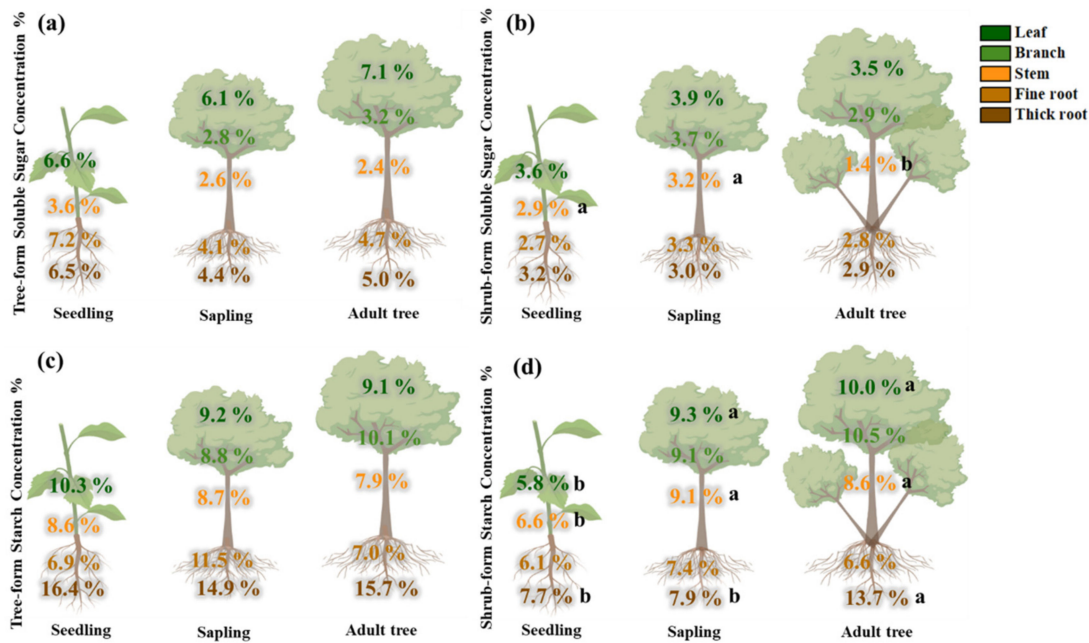 (a)
Tree-form Soluble Sugar Concentration %
6.6 %
3.6 %
7.2 %
6.5 %
Seedling
6.1 %
2.8 %
2.6 %
4.1 %
4.4 %
Sapling
7.1 %
3.2 %
2.4 %
4.7 %
5.0 %
Adult tree
(b)
Shrub-form Soluble Sugar Concentration %
3.6 %
2.9 % a
2.7 %
3.2 %
Seedling
3.9 %
3.7 %
3.2 % a
3.3 %
3.0 %
Sapling
3.5 %
2.9 %
1.4 % b
2.8 %
2.9 %
Adult tree
Leaf
Branch
Stem
Fine root
Thick root
(c)
Tree-form Starch Concentration %
10.3 %
8.6 %
6.9 %
16.4 %
Seedling
9.2 %
8.8 %
8.7 %
11.5 %
14.9 %
Sapling
9.1 %
10.1 %
7.9 %
7.0 %
15.7 %
Adult tree
(d)
Shrub-form Starch Concentration %
5.8 % b
6.6 % b
6.1 %
7.7 % b
Seedling
9.3 % a
9.1 %
9.1 % a
7.4 %
7.9 % b
Sapling
10.0 % a
10.5 %
8.6 % a
6.6 %
13.7 % a
Adult tree